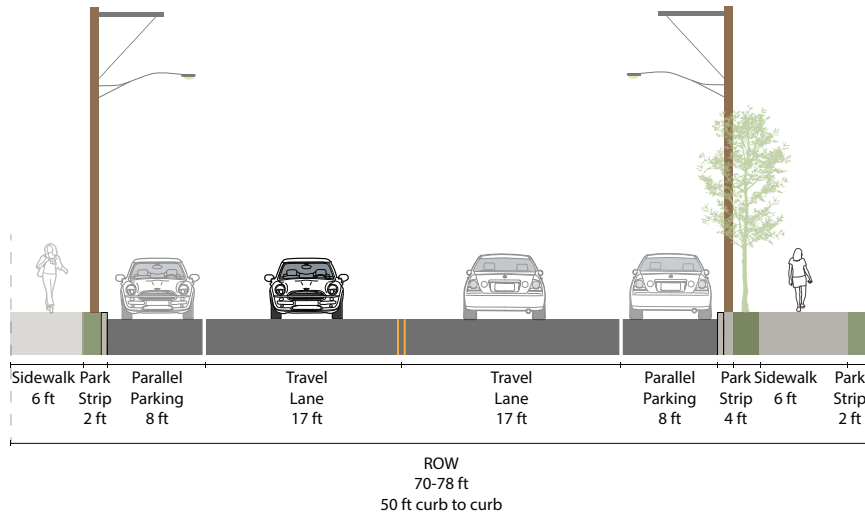 Sidewalk
6 ft
Park
Strip
2 ft
Parallel
Parking
8 ft
Travel
Lane
17 ft
Travel
Lane
17 ft
Parallel
Parking
8 ft
Park
Strip
4 ft
Sidewalk
6 ft
Park
Strip
2 ft
ROW
70-78 ft
50 ft curb to curb